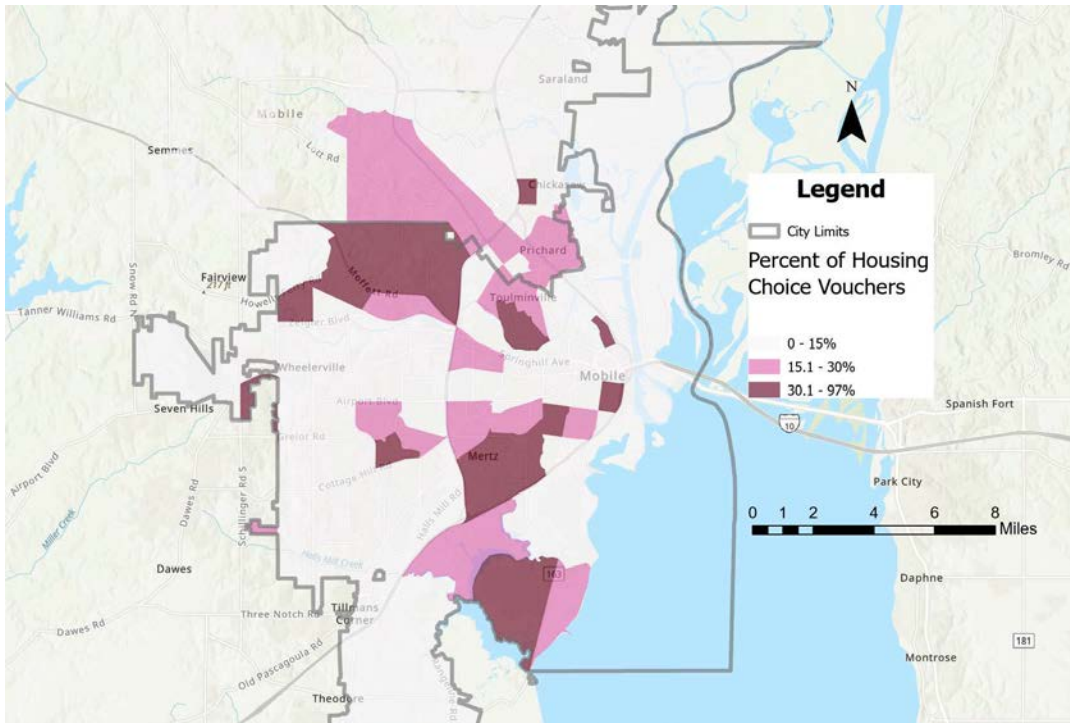 Saraland
N
Mobile
Semmes
Lott Rd
Chickasaw
Legend
City Limits
Percent of Housing
Choice Vouchers
0 - 15%
15.1 - 30%
30.1 - 97%
Prichard
Bromley Rd
Fairview
217 ft
Snow Rd N
Moffett Rd
Toulminville
Tanner Williams Rd
Zeigler Blvd
Springhill Ave
Wheelerville
Mobile
Airport Blvd
Seven Hills
Spanish Fort
10
Grelot Rd
Mertz
Airport Blvd
Cottage Hill Rd
Park City
Schillinger Rd S
Dawes Rd
Halls Mill Rd
0 1 2 4 6 8
Miles
Miller Creek
Halls Mill Creek
Dawes
163
Daphne
Three Notch Rd
Tillmans
Corner
Dawes Rd
181
Old Pascagoula Rd
Montrose
Theodore
Rangeline Rd